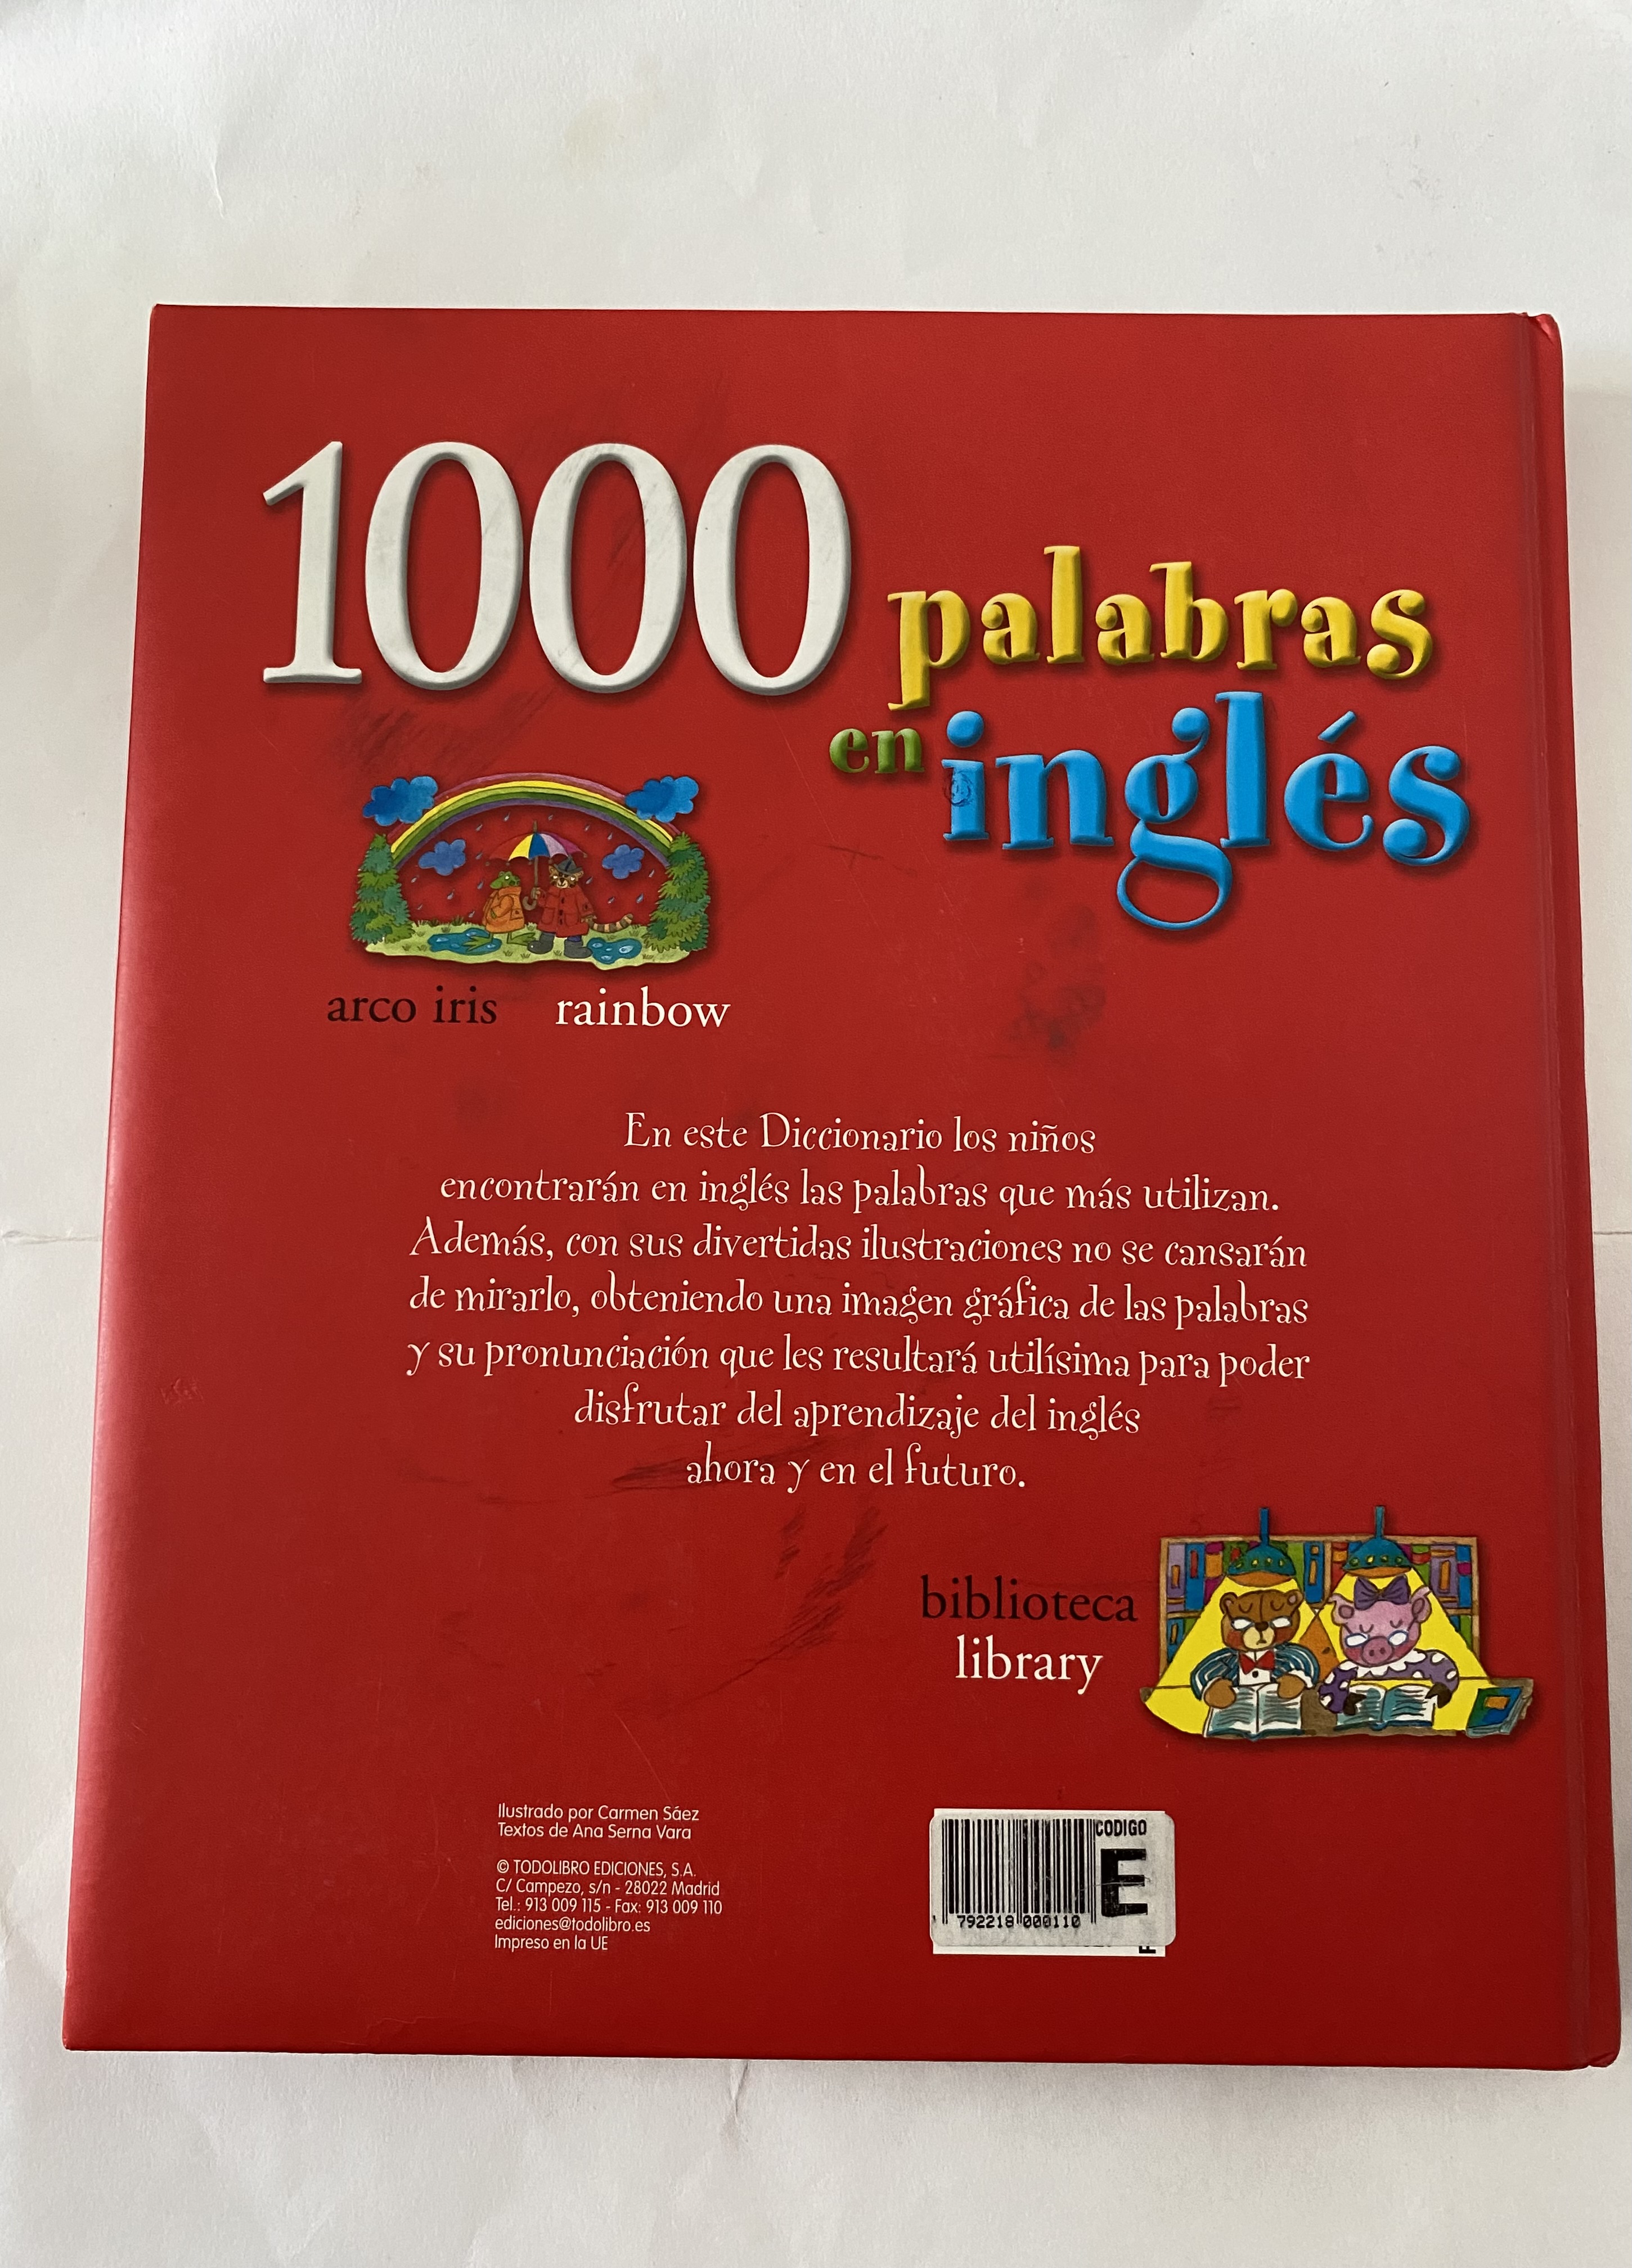 1000 palabras
en inglés
arco iris rainbow
En este Diccionario los niños
encontrarán en inglés las palabras que más utilizan.
Además, con sus divertidas ilustraciones no se cansarán
de mirarlo, obteniendo una imagen gráfica de las palabras
y su pronunciación que les resultará utilísima para poder
disfrutar del aprendizaje del inglés
ahora y en el futuro.
biblioteca
library
Ilustrado por Carmen Sáez
Textos de Ana Serna Vara
© TODOLIBRO EDICIONES, S.A.
C/ Campezo, s/n - 28022 Madrid
Tel.: 913 009 115 - Fax: 913 009 110
ediciones@todolibro.es
Impreso en la UE
CODIGO
E
792218 000110